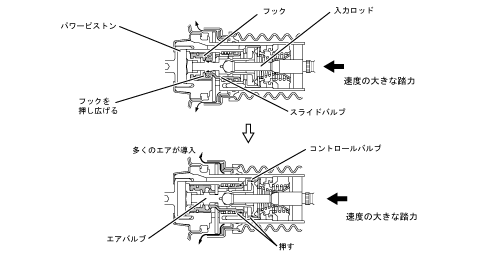 フック
入力ロッド
パワーピストン
速度の大きな踏力
フックを
押し広げる
スライドバルブ
多くのエアが導入
コントロールバルブ
速度の大きな踏力
エアバルブ
押す